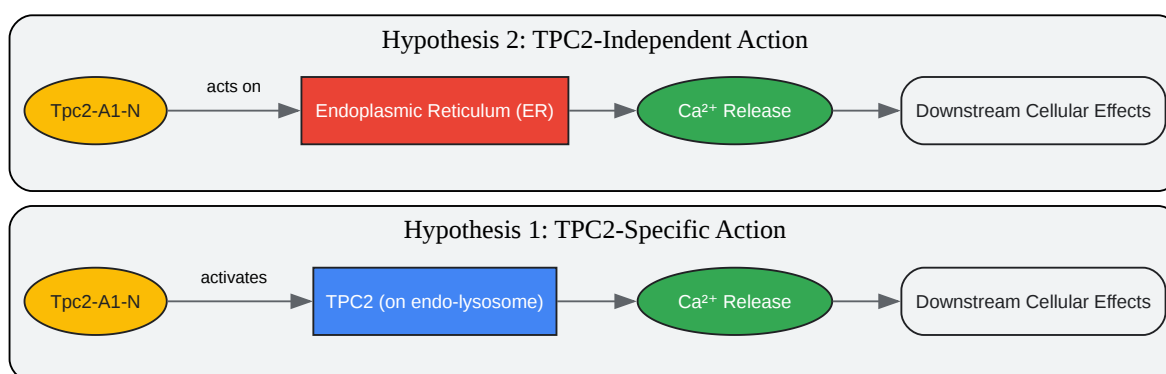 Hypothesis 2: TPC2-Independent Action
Tpc2-A1-N
acts on
Endoplasmic Reticulum (ER)
Ca²⁺ Release
Downstream Cellular Effects
Hypothesis 1: TPC2-Specific Action
Tpc2-A1-N
activates
TPC2 (on endo-lysosome)
Ca²⁺ Release
Downstream Cellular Effects